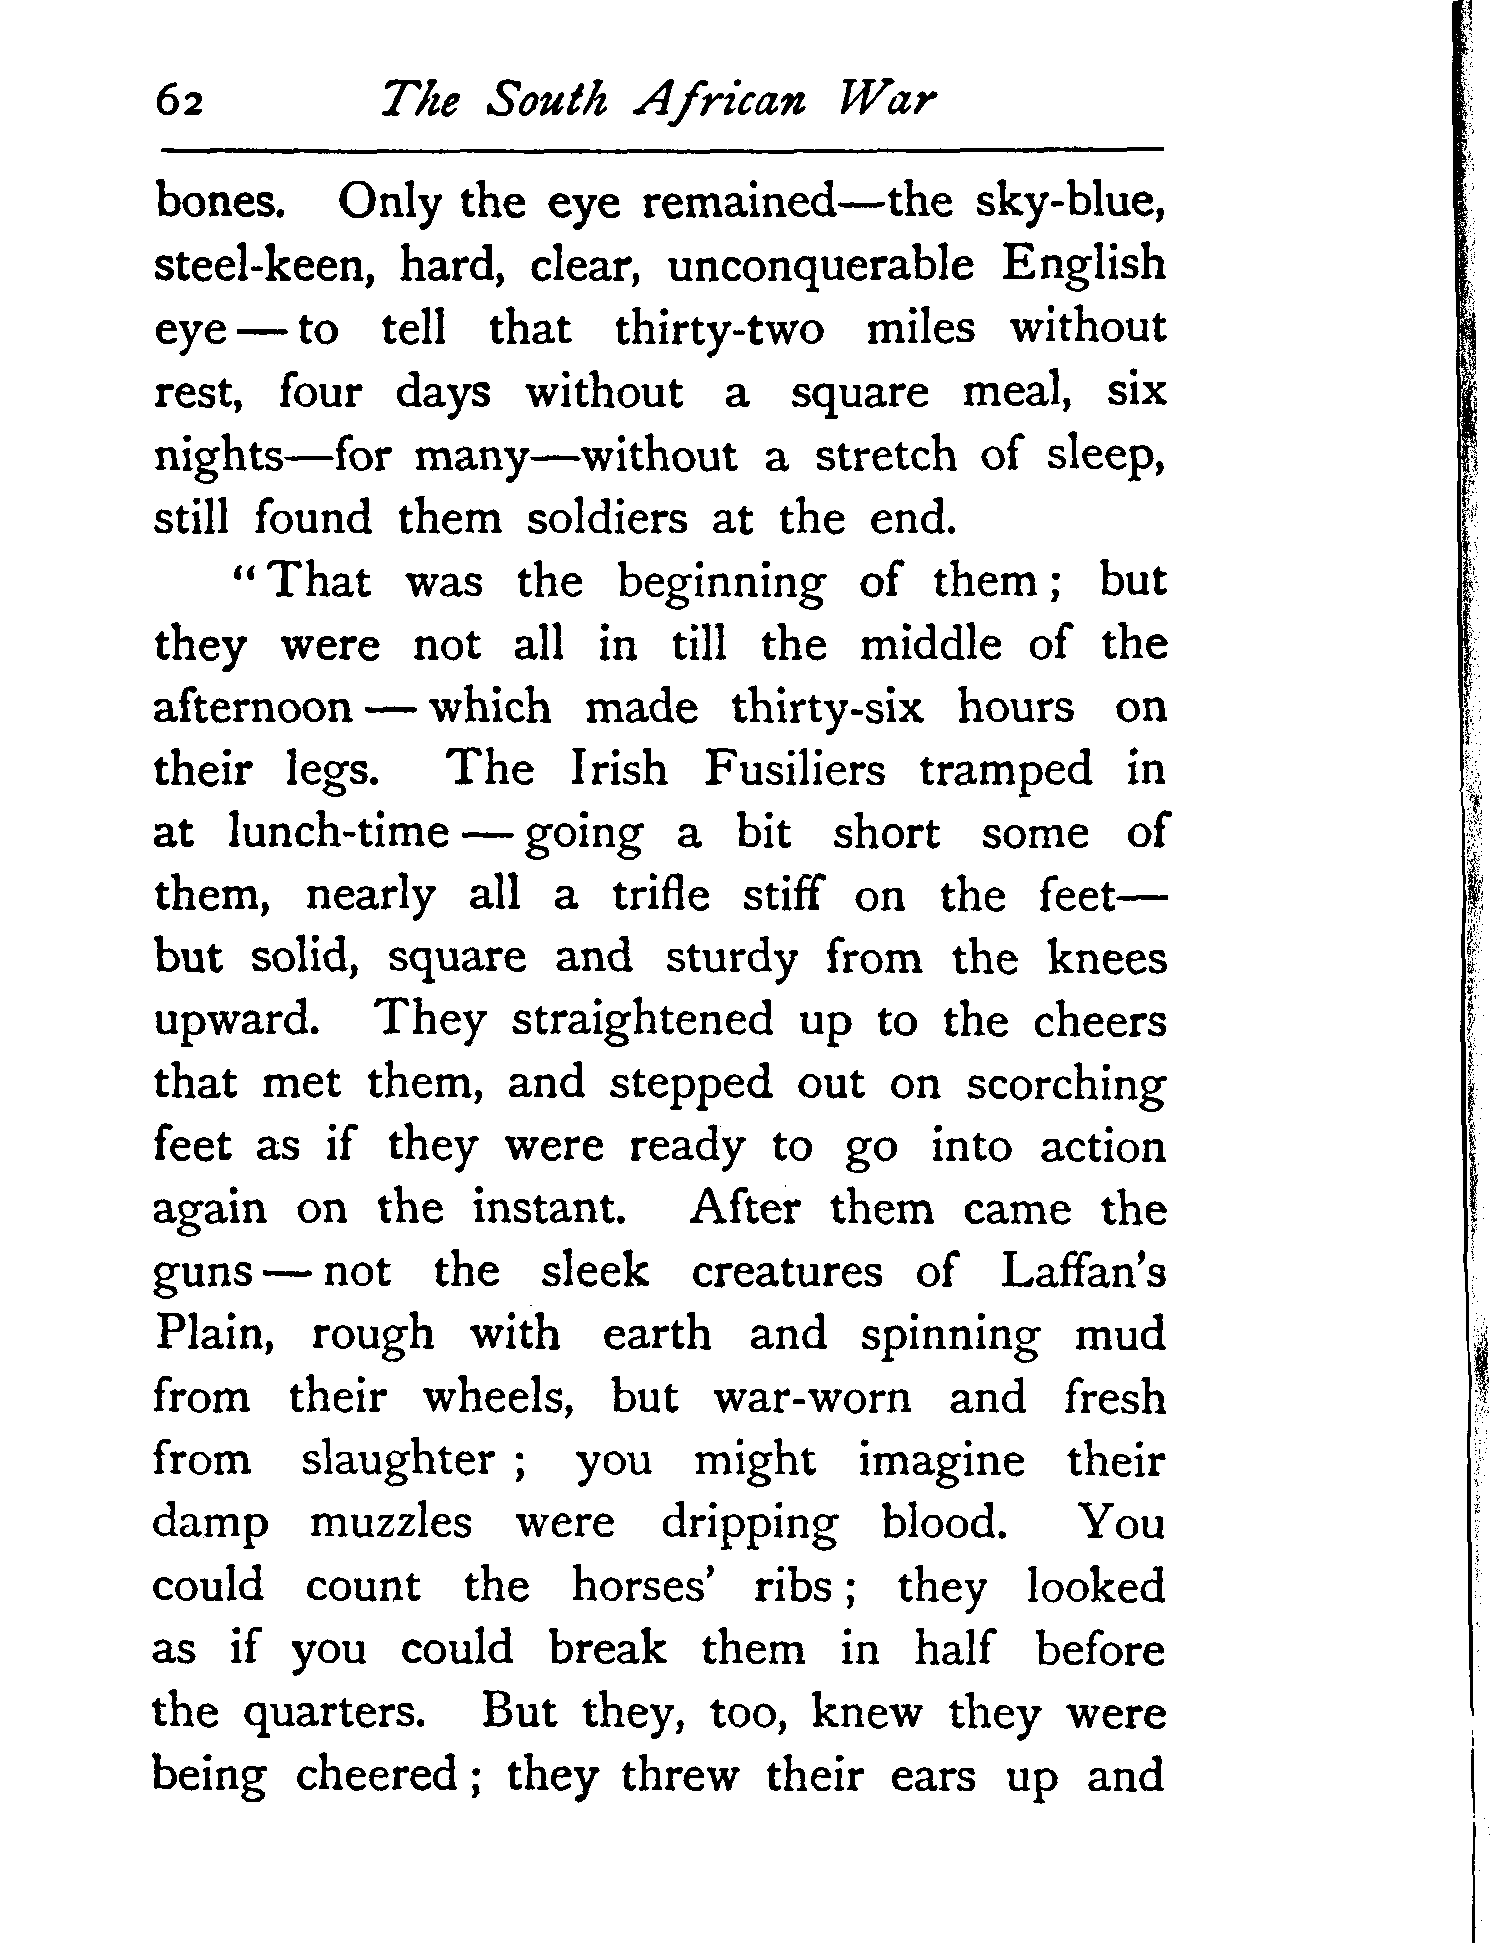 62 The South African War
bones. Only the eye remained—the sky-blue,
steel-keen, hard, clear, unconquerable English
eye — to tell that thirty-two miles without
rest, four days without a square meal, six
nights—for many—without a stretch of sleep,
still found them soldiers at the end.
“ That was the beginning of them ; but
they were not all in till the middle of the
afternoon — which made thirty-six hours on
their legs. The Irish Fusiliers tramped in
at lunch-time — going a bit short some of
them, nearly all a trifle stiff on the feet—
but solid, square and sturdy from the knees
upward. They straightened up to the cheers
that met them, and stepped out on scorching
feet as if they were ready to go into action
again on the instant. After them came the
guns — not the sleek creatures of Laffan's
Plain, rough with earth and spinning mud
from their wheels, but war-worn and fresh
from slaughter ; you might imagine their
damp muzzles were dripping blood. You
could count the horses' ribs ; they looked
as if you could break them in half before
the quarters. But they, too, knew they were
being cheered ; they threw their ears up and